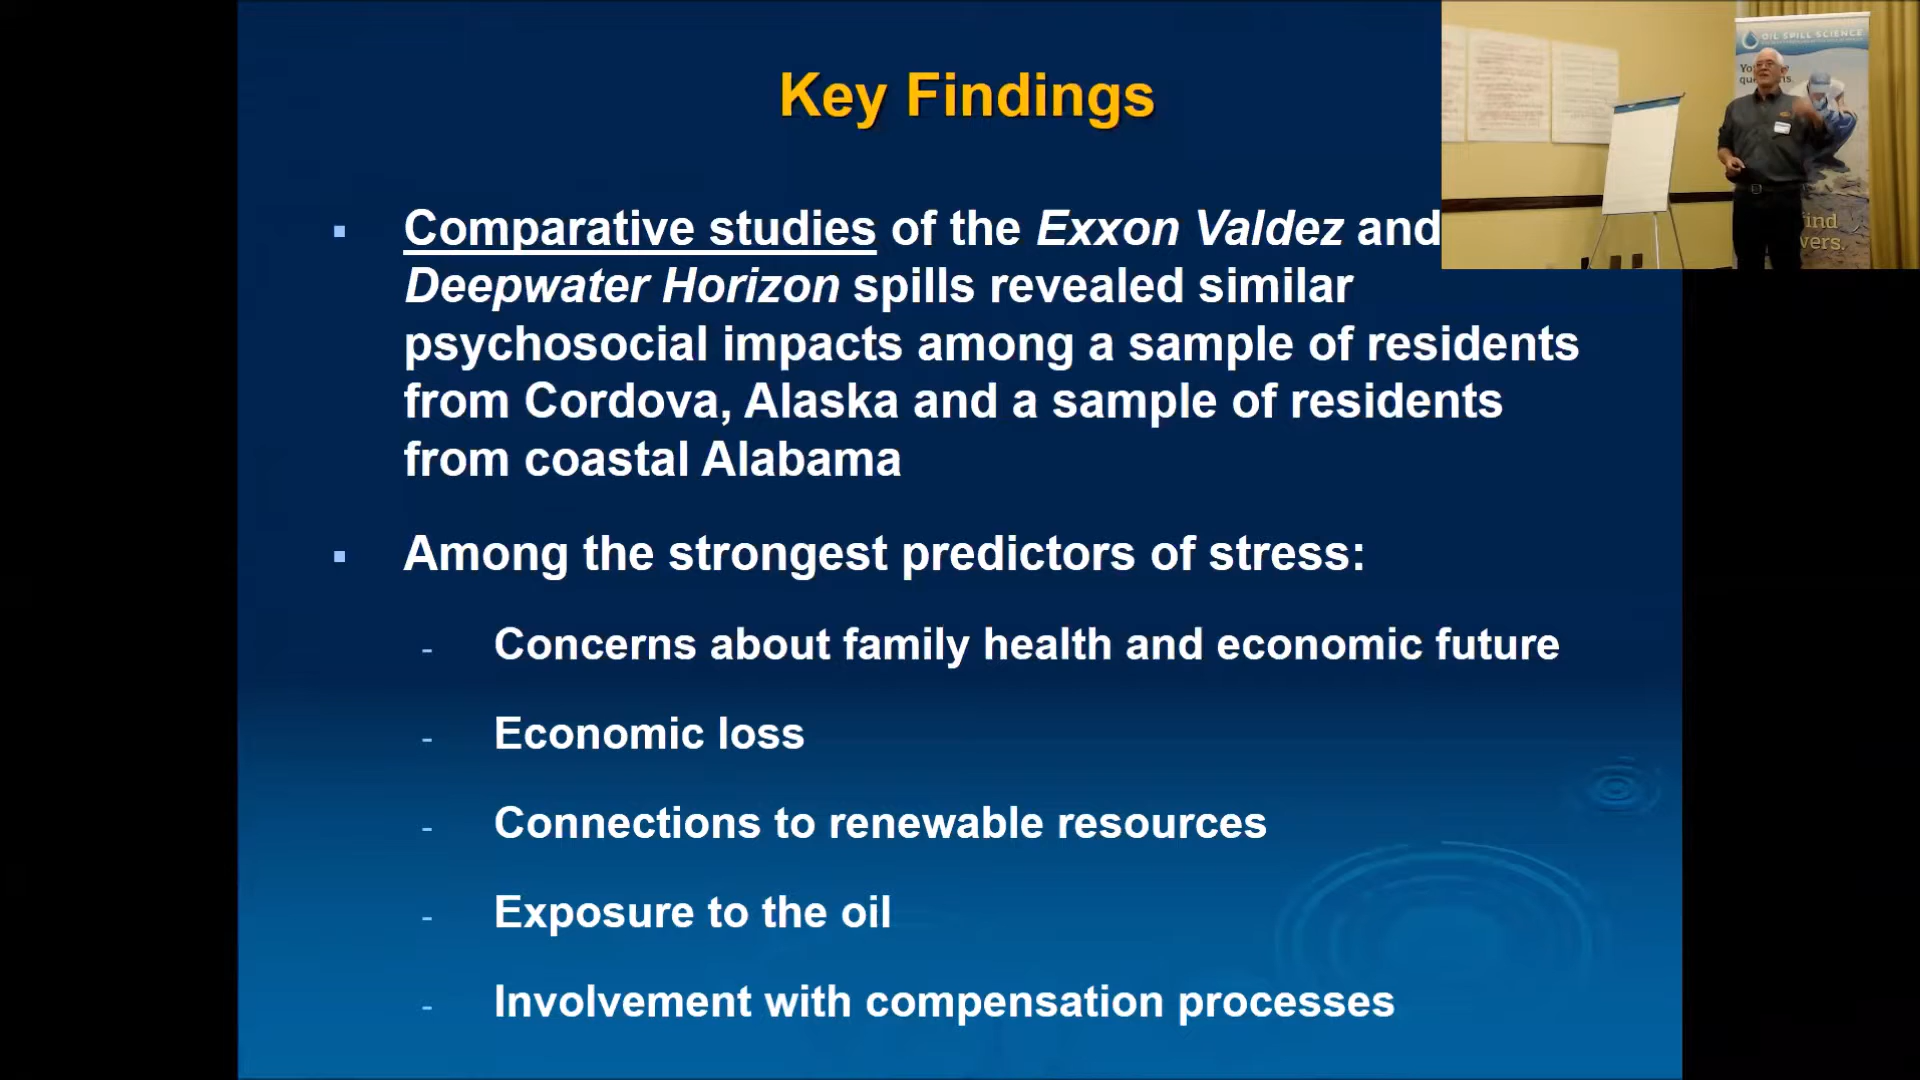 Key Findings
Comparative studies of the Exxon Valdez and
Deepwater Horizon spills revealed similar
psychosocial impacts among a sample of residents
from Cordova, Alaska and a sample of residents
from coastal Alabama
Among the strongest predictors of stress:
- Concerns about family health and economic future
- Economic loss
- Connections to renewable resources
- Exposure to the oil
- Involvement with compensation processes
OIL SPILL SCIENCE